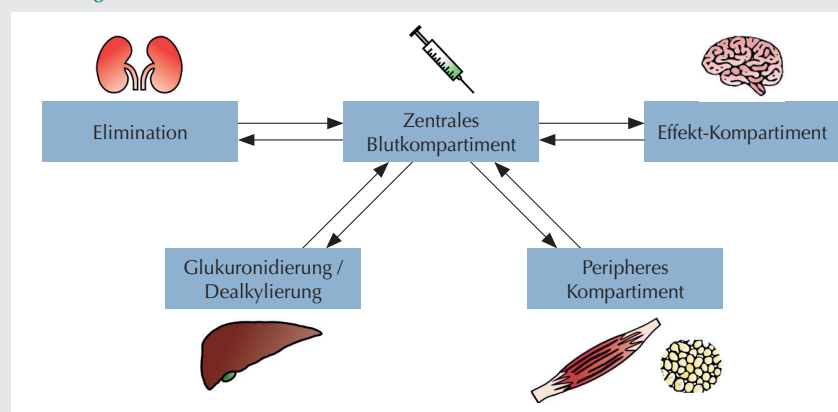 Elimination
Zentrales
Blutkompartiment
Effekt-Kompartiment
Glukuronidierung /
Dealkylierung
Peripheres
Kompartiment